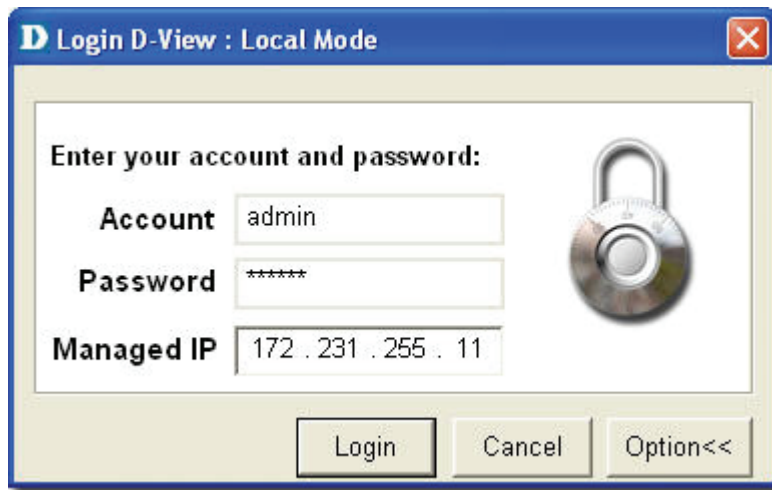 D Login D-View : Local Mode
Enter your account and password:
Account admin
Password ******
Managed IP 172 . 231 . 255 . 11
Login Cancel Option<<